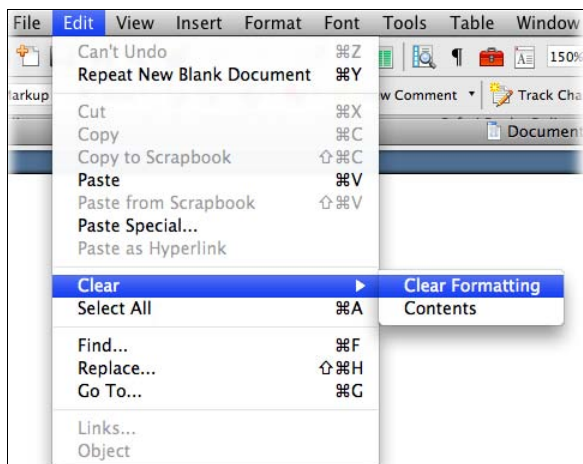 File Edit View Insert Format Font Tools Table Window
Can't Undo ⌘Z
Repeat New Blank Document ⌘Y
150%
arkup
w Comment
Track Cha
Cut ⌘X
Copy ⌘C
Copy to Scrapbook ⇧⌘C
Documen
Paste ⌘V
Paste from Scrapbook ⇧⌘V
Paste Special...
Paste as Hyperlink
Clear
Clear Formatting
Select All ⌘A
Contents
Find... ⌘F
Replace... ⇧⌘H
Go To... ⌘G
Links...
Object